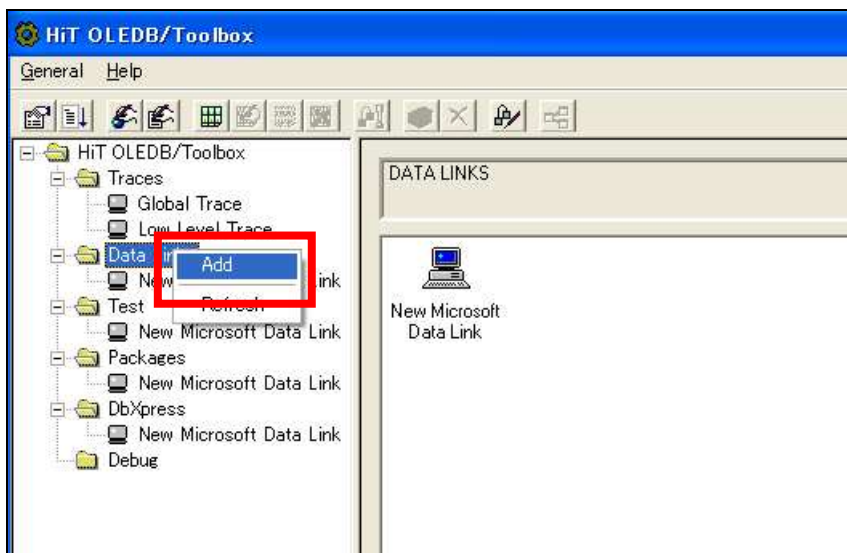 HiT OLEDB/Toolbox
General Help
HiT OLEDB/Toolbox
Traces
Global Trace
Low Level Trace
Data
Add
New
ink
Refresh
Test
New Microsoft Data Link
Packages
New Microsoft Data Link
DbXpress
New Microsoft Data Link
Debug
DATA LINKS
New Microsoft
Data Link